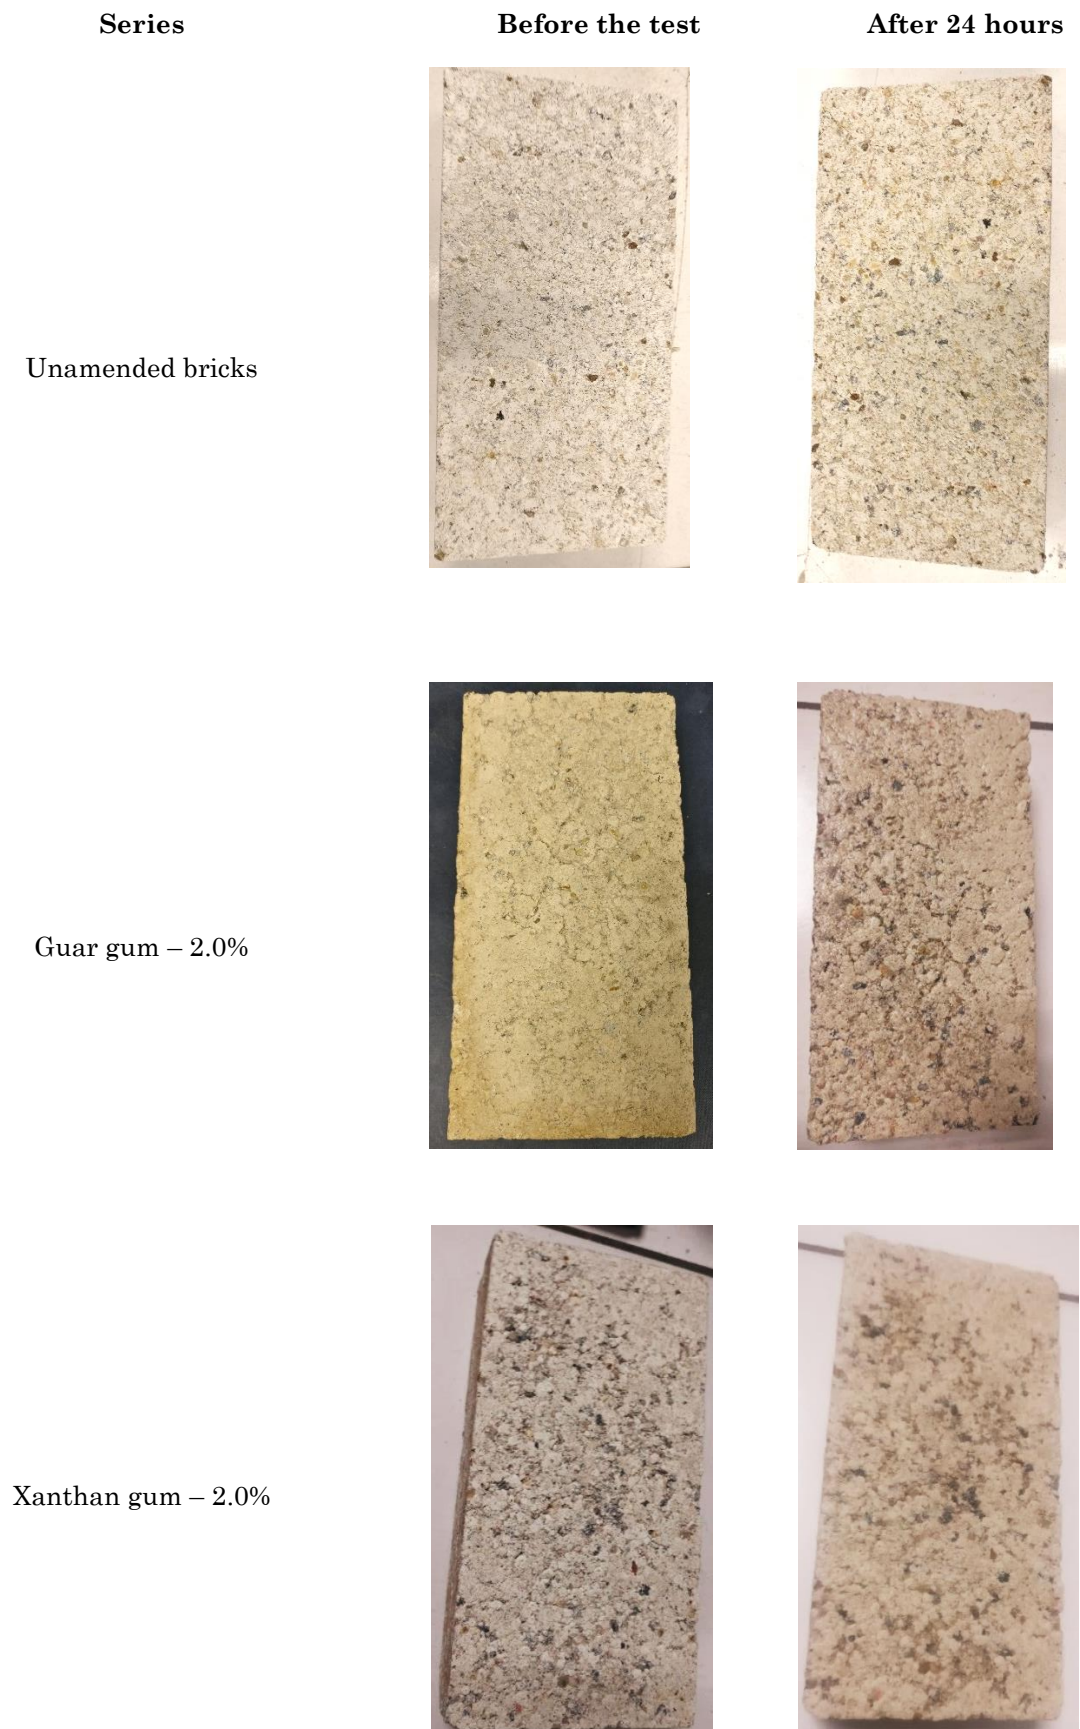 Series Before the test After 24 hours
Unamended bricks
Guar gum – 2.0%
Xanthan gum – 2.0%